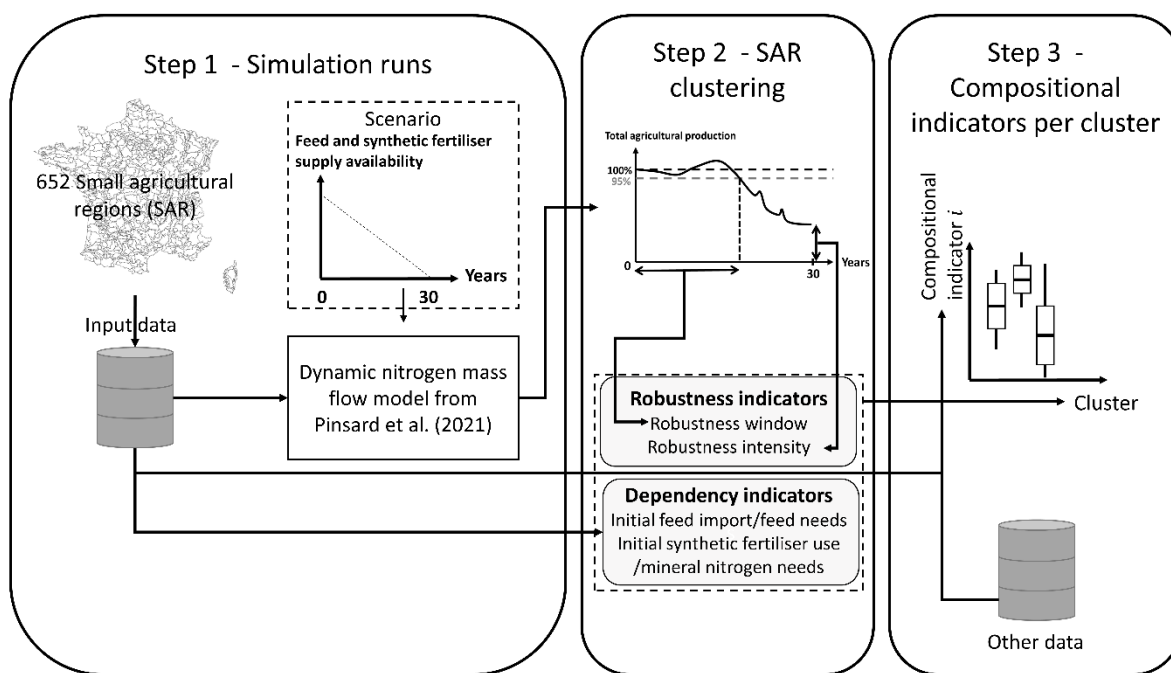 Step 1 - Simulation runs
652 Small agricultural
regions (SAR)
Scenario
Feed and synthetic fertiliser
supply availability
Years
0
30
Input data
Dynamic nitrogen mass
flow model from
Pinsard et al. (2021)
Step 2 - SAR
clustering
Total agricultural production
100%
95%
0
30
Years
Robustness indicators
Robustness window
Robustness intensity
Dependency indicators
Initial feed import/feed needs
Initial synthetic fertiliser use
/mineral nitrogen needs
Step 3 -
Compositional
indicators per cluster
Compositional
indicator i
Cluster
Other data